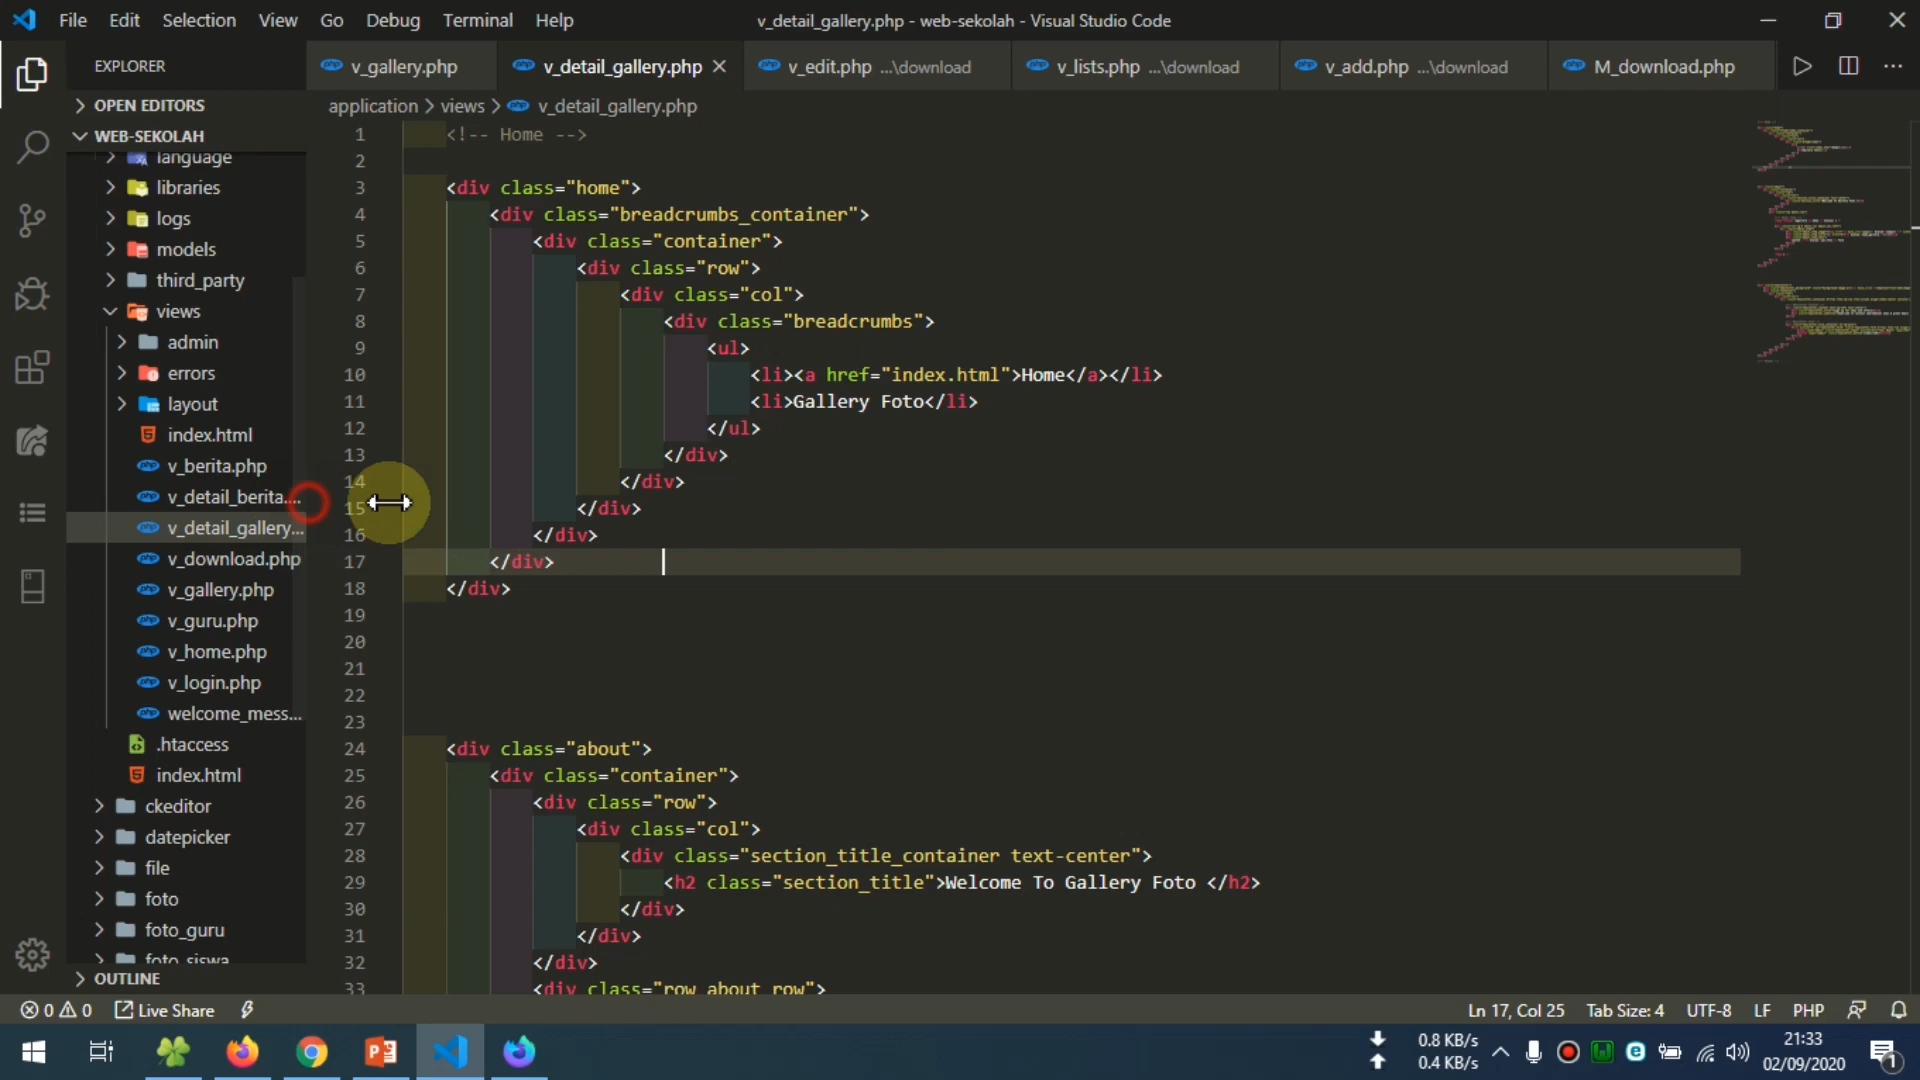 File Edit Selection View Go Debug Terminal Help
v_detail_gallery.php - web-sekolah - Visual Studio Code
EXPLORER
OPEN EDITORS
WEB-SEKOLAH
language
libraries
logs
models
third_party
views
admin
errors
layout
index.html
v_berita.php
v_detail_berita....
v_detail_gallery...
v_download.php
v_gallery.php
v_guru.php
v_home.php
v_login.php
welcome_mess...
.htaccess
index.html
ckeditor
datepicker
file
foto
foto_guru
foto_siswa
OUTLINE
v_gallery.php
v_detail_gallery.php
v_edit.php ...\download
v_lists.php ...\download
v_add.php ...\download
M_download.php
application > views > v_detail_gallery.php
1 <!-- Home -->
2
3 <div class="home">
4 <div class="breadcrumbs_container">
5 <div class="container">
6 <div class="row">
7 <div class="col">
8 <div class="breadcrumbs">
9 <ul>
10 <li><a href="index.html">Home</a></li>
11 <li>Gallery Foto</li>
12 </ul>
13 </div>
14 </div>
15 </div>
16 </div>
17 </div>
18 </div>
19
20
21
22
23
24 <div class="about">
25 <div class="container">
26 <div class="row">
27 <div class="col">
28 <div class="section_title_container text-center">
29 <h2 class="section_title">Welcome To Gallery Foto </h2>
30 </div>
31 </div>
32 </div>
33 <div class="row about_row">
0 0 Live Share
Ln 17, Col 25 Tab Size: 4 UTF-8 LF PHP
0.8 KB/s
0.4 KB/s
21:33
02/09/2020
1